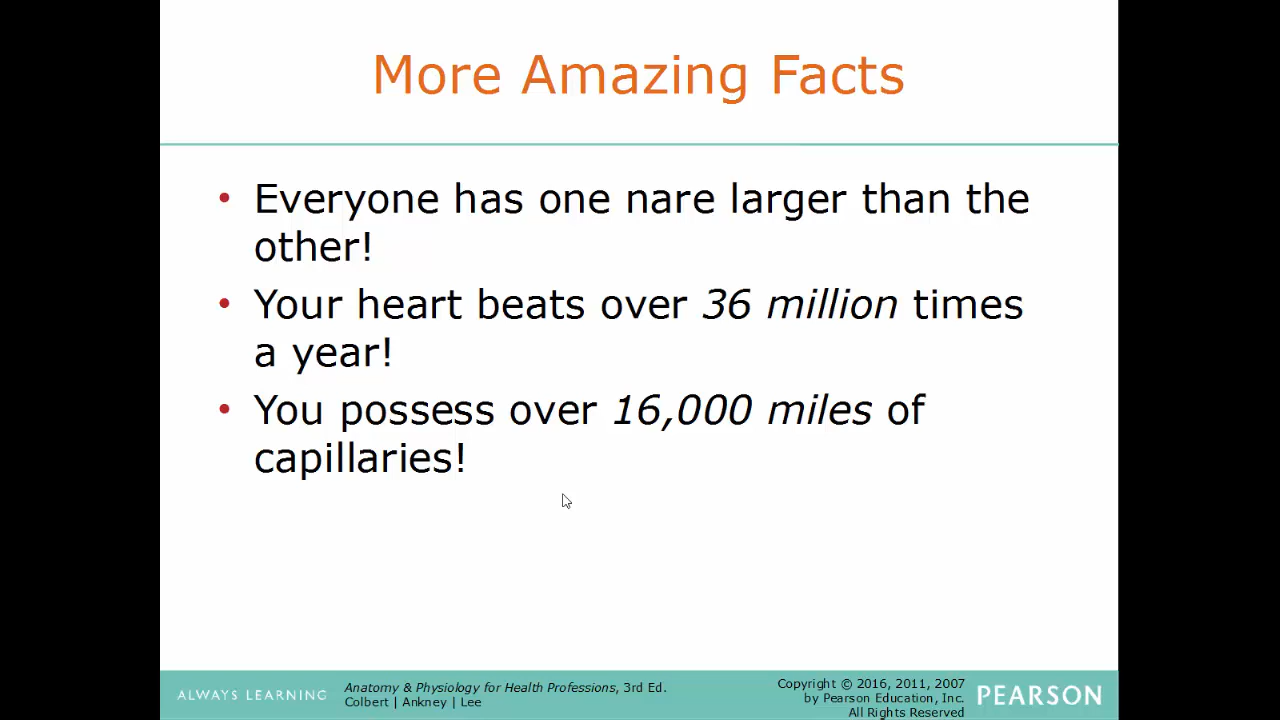 More Amazing Facts
• Everyone has one nare larger than the
other!
• Your heart beats over 36 million times
a year!
• You possess over 16,000 miles of
capillaries!
ALWAYS LEARNING
Anatomy & Physiology for Health Professions, 3rd Ed.
Colbert | Ankney | Lee
Copyright © 2016, 2011, 2007
by Pearson Education, Inc.
All Rights Reserved
PEARSON